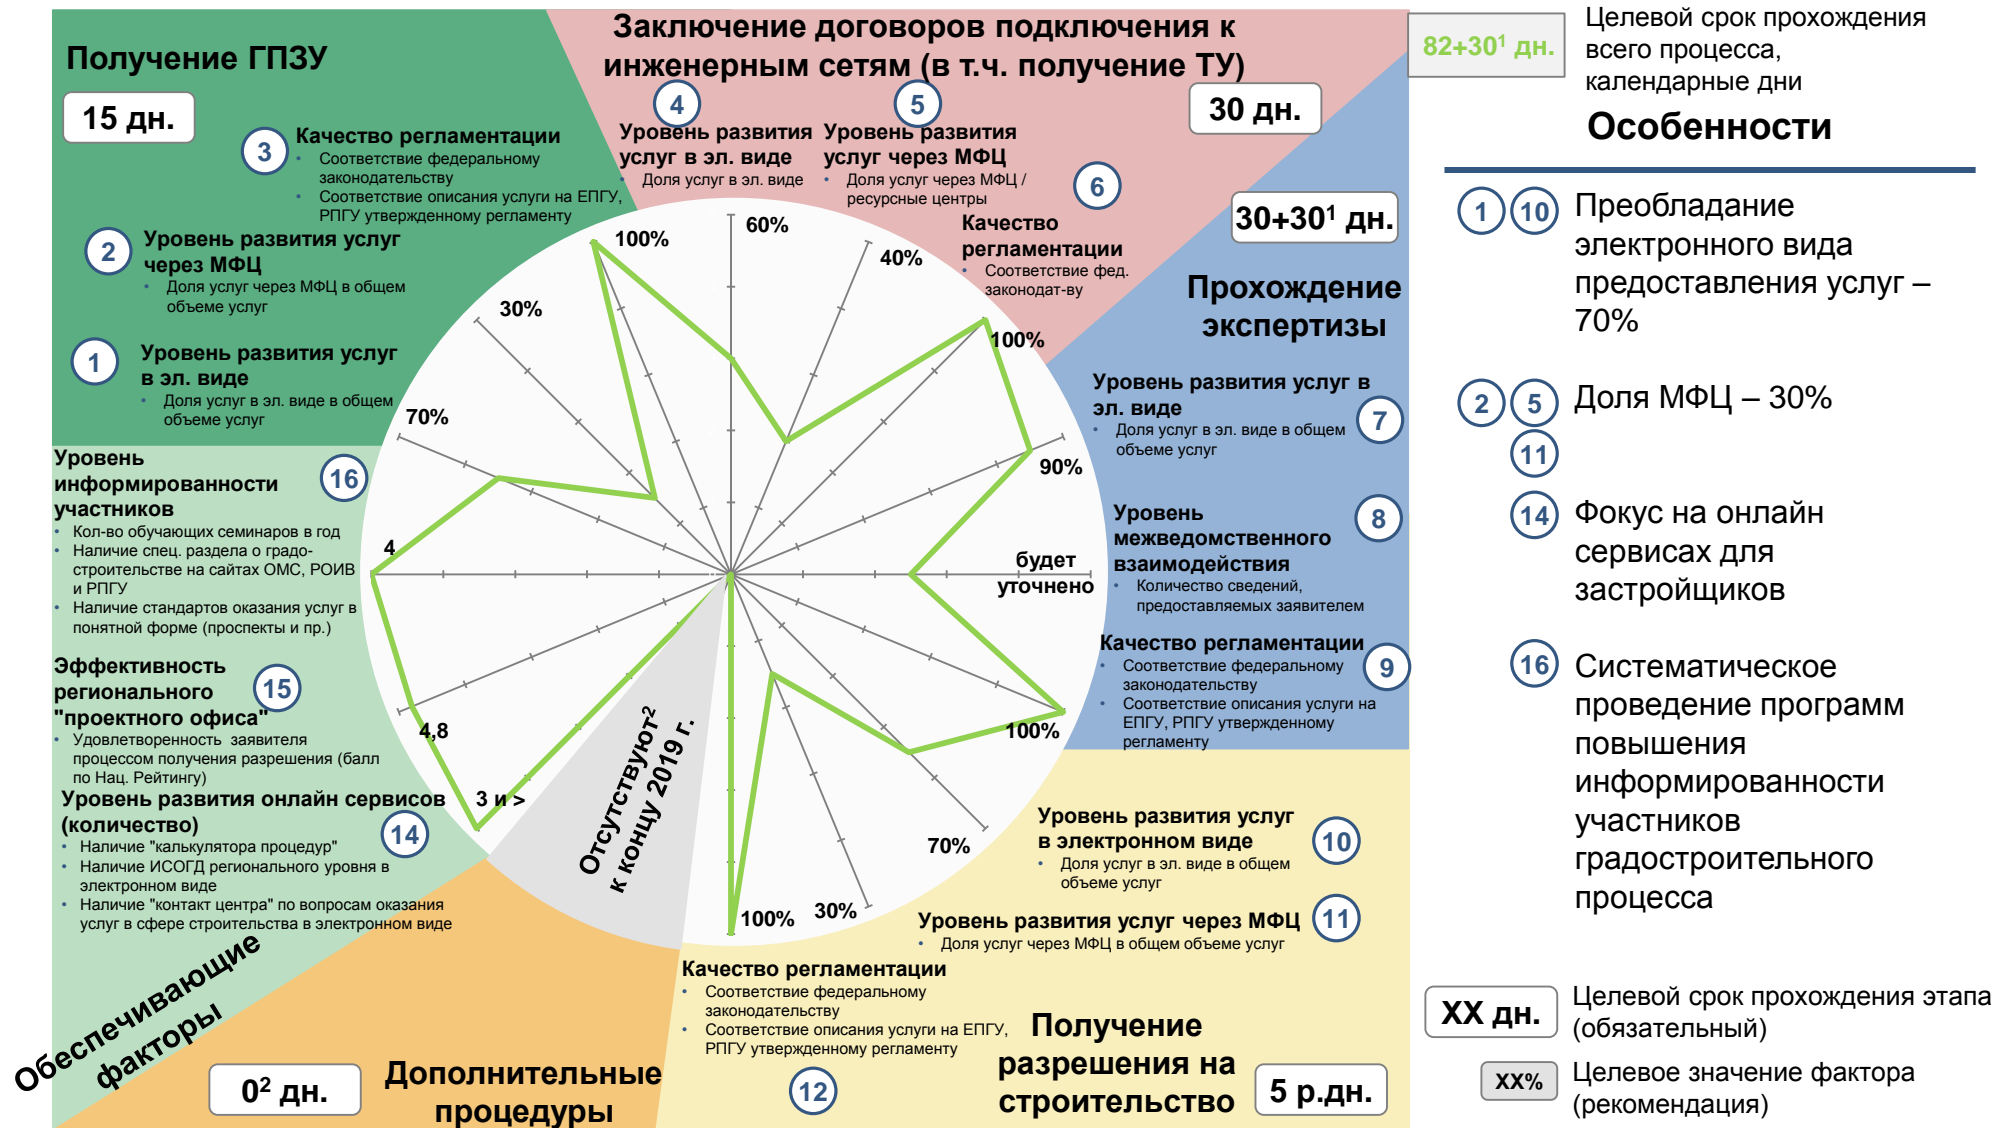 Получение ГПЗУ
15 дн.
3
Качество регламентации
• Соответствие федеральному
законодательству
• Соответствие описания услуги на ЕПГУ,
РПГУ утвержденному регламенту
2
Уровень развития услуг
через МФЦ
• Доля услуг через МФЦ в общем
объеме услуг
1
Уровень развития услуг
в эл. виде
• Доля услуг в эл. виде в общем
объеме услуг
Заключение договоров подключения к
инженерным сетям (в т.ч. получение ТУ)
30 дн.
4
Уровень развития
услуг в эл. виде
• Доля услуг в эл. виде
5
Уровень развития
услуг через МФЦ
• Доля услуг через МФЦ /
ресурсные центры
6
Качество
регламентации
• Соответствие фед.
законодат-ву
30+30¹ дн.
Прохождение
экспертизы
Уровень развития услуг в
эл. виде
7
• Доля услуг в эл. виде в общем
объеме услуг
Уровень
межведомственного
взаимодействия
8
• Количество сведений,
предоставляемых заявителем
Качество регламентации
9
• Соответствие федеральному
законодательству
• Соответствие описания услуги на
ЕПГУ, РПГУ утвержденному
регламенту
Уровень развития услуг
в электронном виде
10
• Доля услуг в эл. виде в общем
объеме услуг
Уровень развития услуг через МФЦ
11
• Доля услуг через МФЦ в общем объеме услуг
Качество регламентации
• Соответствие федеральному
законодательству
• Соответствие описания услуги на ЕПГУ,
РПГУ утвержденному регламенту
12
Получение
разрешения на
строительство
5 р.дн.
Дополнительные
процедуры
0² дн.
Обеспечивающие
факторы
Уровень
информированности
участников
16
• Кол-во обучающих семинаров в год
• Наличие спец. раздела о градо-
строительстве на сайтах ОМС, РОИВ
и РПГУ
• Наличие стандартов оказания услуг в
понятной форме (проспекты и пр.)
Эффективность
регионального
"проектного офиса"
15
• Удовлетворенность заявителя
процессом получения разрешения (балл
по Нац. Рейтингу)
Уровень развития онлайн сервисов
(количество)
14
• Наличие "калькулятора процедур"
• Наличие ИСОГД регионального уровня в
электронном виде
• Наличие "контакт центра" по вопросам оказания
услуг в сфере строительства в электронном виде
100%
60%
40%
30%
100%
70%
90%
4
будет
уточнено
4,8
100%
3 и >
70%
100%
30%
Отсутствуют²
к концу 2019 г.
82+30¹ дн.
Целевой срок прохождения
всего процесса,
календарные дни
Особенности
1 10
Преобладание
электронного вида
предоставления услуг –
70%
2 5
11
Доля МФЦ – 30%
14
Фокус на онлайн
сервисах для
застройщиков
16
Систематическое
проведение программ
повышения
информированности
участников
градостроительного
процесса
XX дн.
Целевой срок прохождения этапа
(обязательный)
XX%
Целевое значение фактора
(рекомендация)